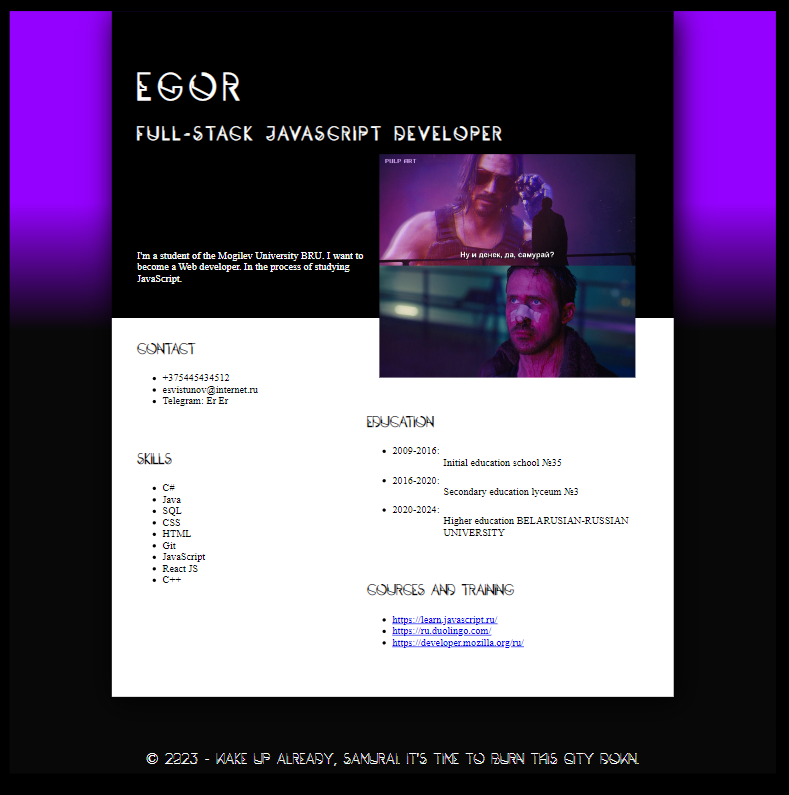 EGOR
FULL-STACK JAVASCRIPT DEVELOPER
PULP ART
Ну и денек, да, самурай?
I'm a student of the Mogilev University BRU. I want to
become a Web developer. In the process of studying
JavaScript.
CONTACT
+375445434512
esvistunov@internet.ru
Telegram: Er Er
SKILLS
C#
Java
SQL
CSS
HTML
Git
JavaScript
React JS
C++
EDUCATION
2009-2016:
Initial education school №35
2016-2020:
Secondary education lyceum №3
2020-2024:
Higher education BELARUSIAN-RUSSIAN
UNIVERSITY
COURCES AND TRAINING
https://learn.javascript.ru/
https://ru.duolingo.com/
https://developer.mozilla.org/ru/
© 2023 - WAKE UP ALREADY, SAMURAI. IT'S TIME TO BURN THIS CITY DOWN.